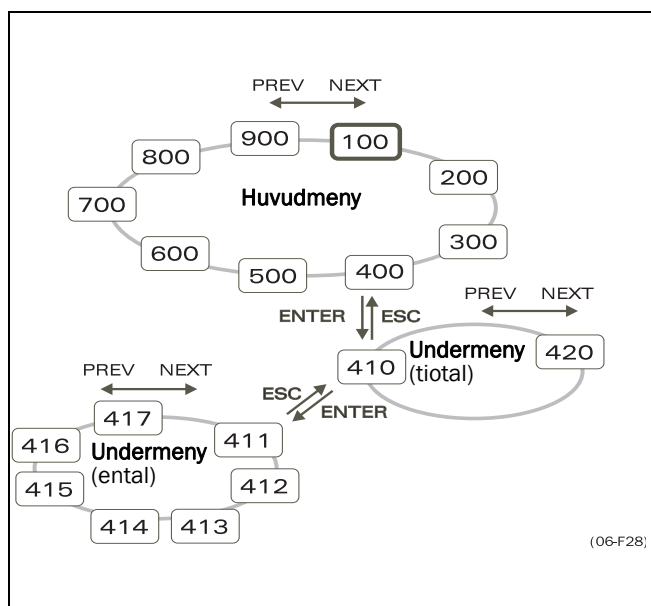 PREV NEXT
900
100
800
200
700
Huvudmeny
300
600
500
400
ENTER
ESC
PREV NEXT
410
Undermeny
(tiotal)
420
PREV NEXT
ESC
ENTER
417
416
411
Undermeny
(ental)
415
412
414
413
(06-F28)